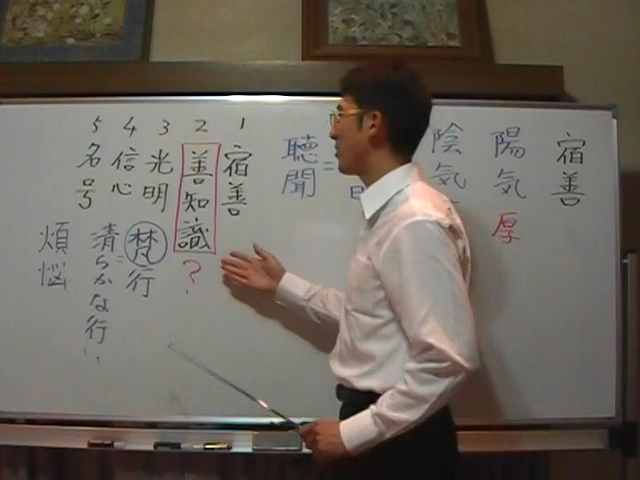 宿善
陽気 厚
陰気
聴聞=
1 宿善
2 善知識 ?
3 光明
4 信心
5 名号
梵行
=
清らかな行い
煩悩